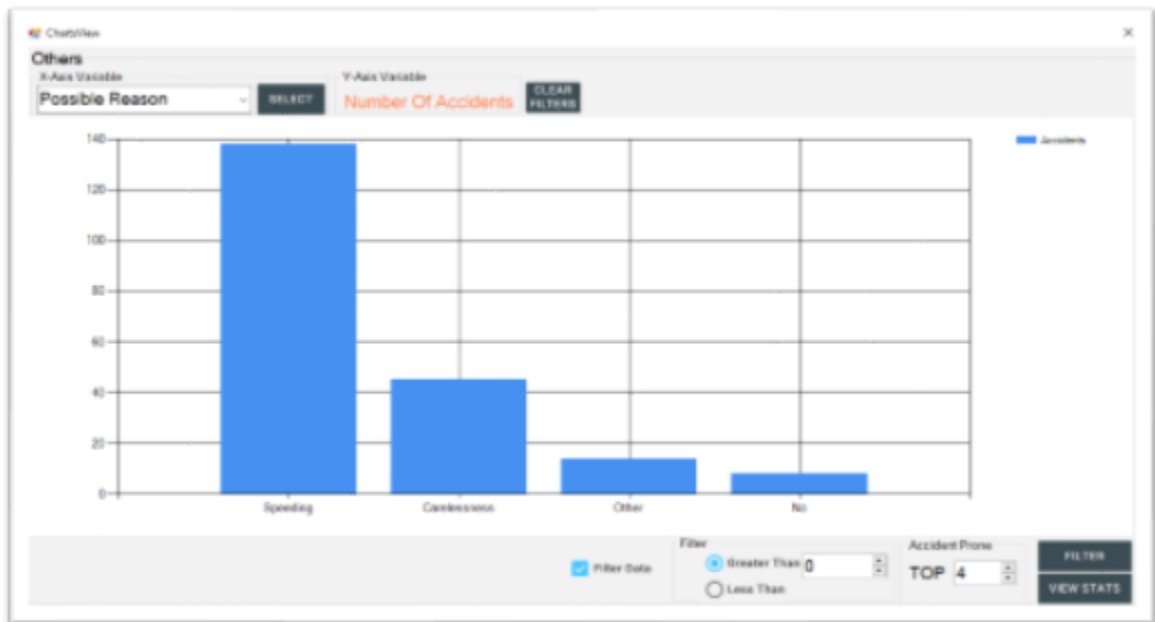 ChartsView
Others
X-Axis Variable
Possible Reason
SELECT
Y-Axis Variable
Number Of Accidents
CLEAR
FILTERS
140
120
100
80
60
40
20
0
Accidents
Speeding
Carelessness
Other
No
Filter Data
Filter
Greater Than 0
Less Than
Accident Prone
TOP 4
FILTER
VIEW STATS